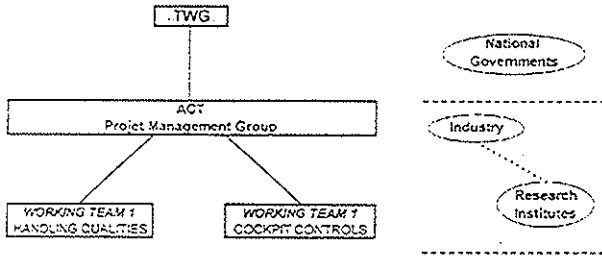 TWG
National
Governments
ACT
Projet Management Group
Industry
Research
Institutes
WORKING TEAM 1
HANDLING QUALITIES
WORKING TEAM 1
COCKPIT CONTROLS